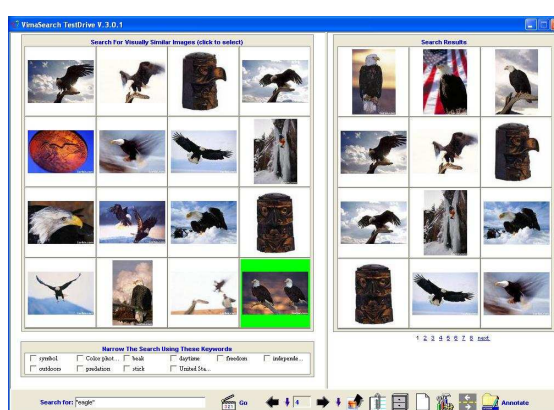 VimaSearch TestDrive V.3.0.1
Search For Visually Similar Images (click to select)
Search Results
1 2 3 4 5 6 7 8 next
Narrow The Search Using These Keywords
symbol Color phot... beak daytime freedom independe...
outdoors predation stick United Sta...
Search for: "eagle" Go 4 Annotate